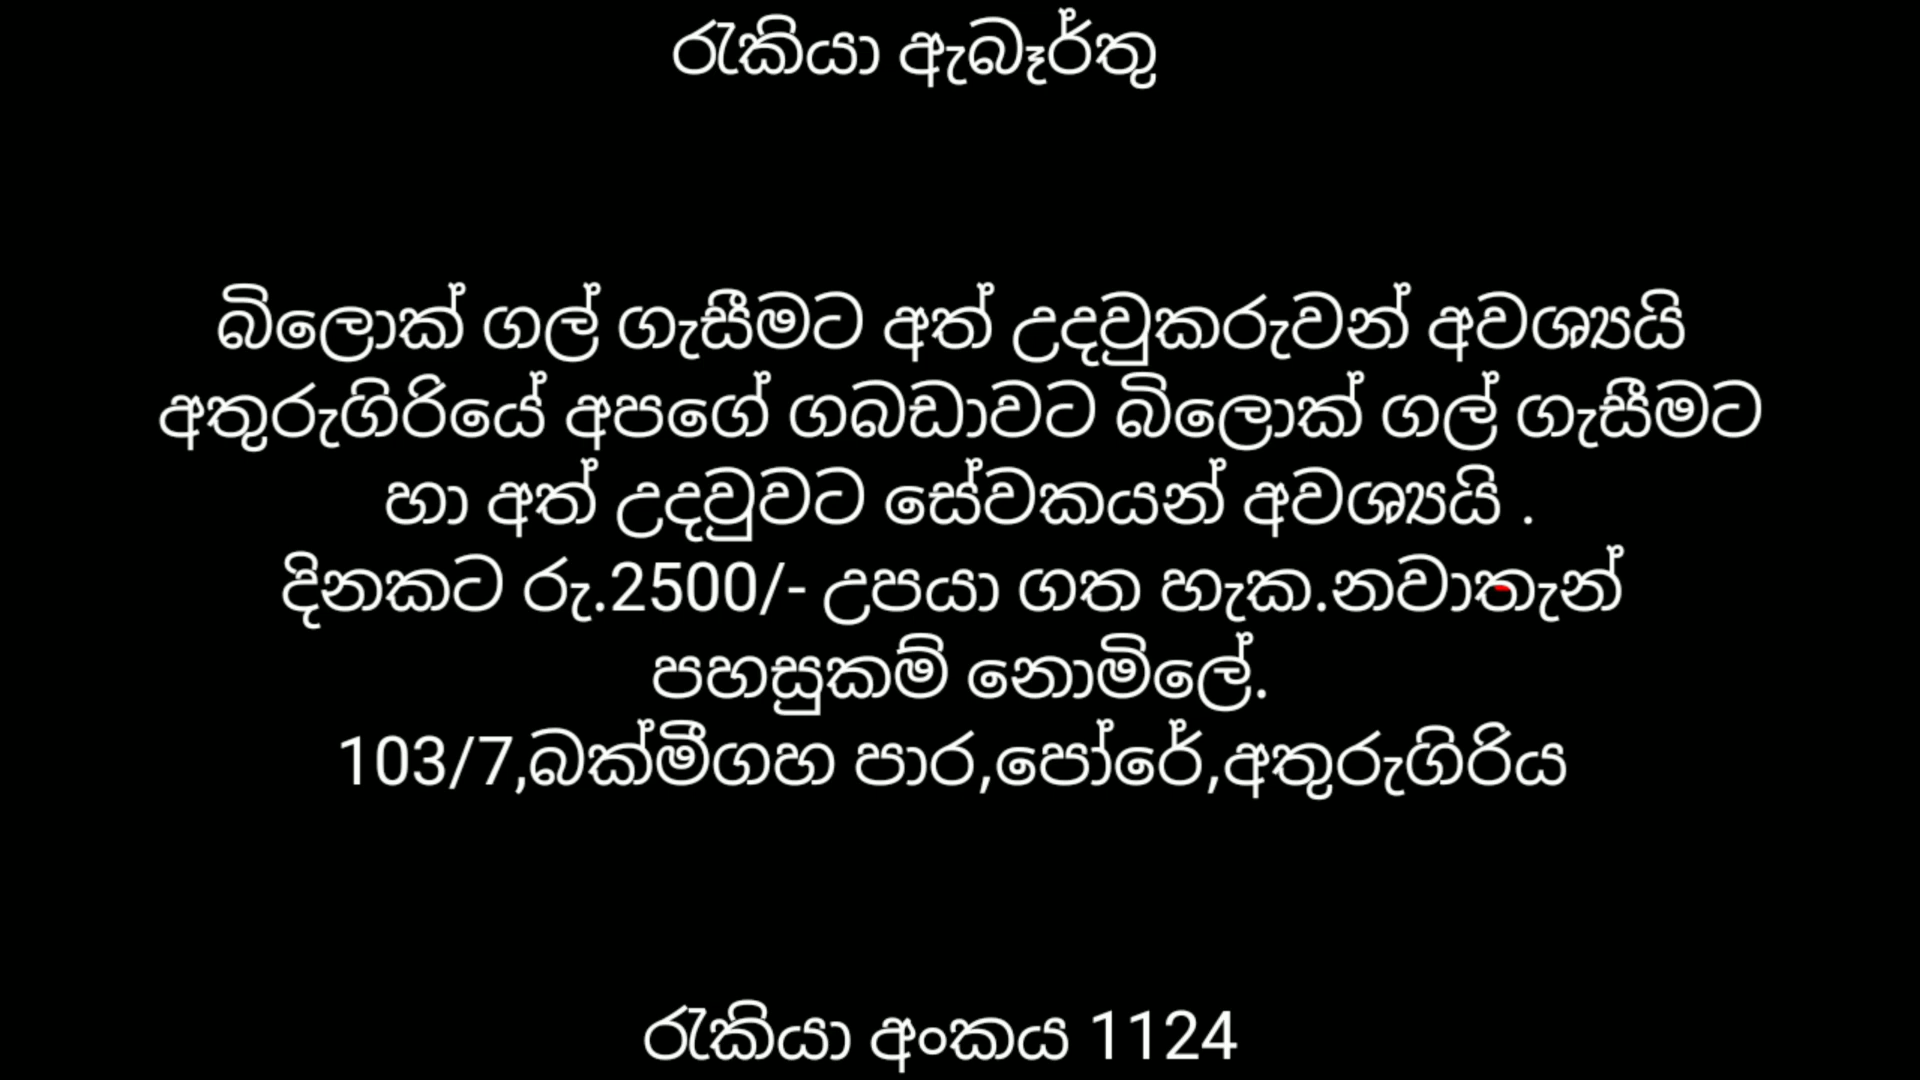 රැකියා ඇබෑර්තු
බ්ලොක් ගල් ගැසීමට අත් උදවුකරුවන් අවශ්‍යයි
අතුරුගිරියේ අපගේ ගබඩාවට බ්ලොක් ගල් ගැසීමට
හා අත් උදවුවට සේවකයන් අවශ්‍යයි .
දිනකට රු.2500/- උපයා ගත හැක.නවාතැන්
පහසුකම් නොමිලේ.
103/7,බක්මීගහ පාර,පෝරේ,අතුරුගිරිය
රැකියා අංකය 1124